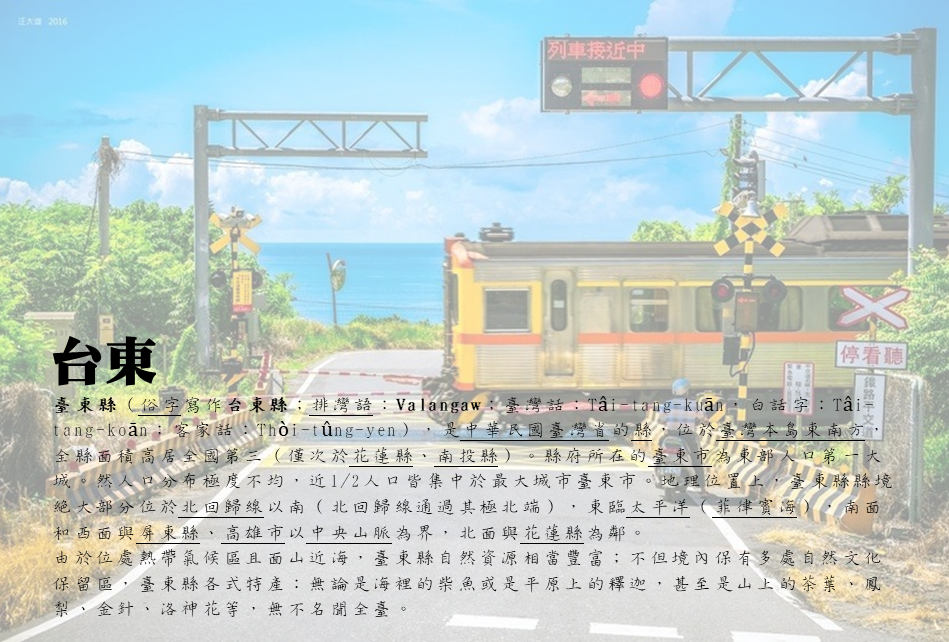 汪大誼 2016
列車接近中
停看聽
台東
臺東縣（俗字寫作台東縣；排灣語：Valangaw；臺灣話：Tâi-tang-kuān，白話字：Tâi-
tang-koān；客家話：Thòi-tûng-yen），是中華民國臺灣省的縣，位於臺灣本島東南方，
全縣面積高居全國第三（僅次於花蓮縣、南投縣）。縣府所在的臺東市為東部人口第一大
城。然人口分布極度不均，近1/2人口皆集中於最大城市臺東市。地理位置上，臺東縣縣境
絕大部分位於北回歸線以南（北回歸線通過其極北端），東臨太平洋（菲律賓海），南面
和西面與屏東縣、高雄市以中央山脈為界，北面與花蓮縣為鄰。
由於位處熱帶氣候區且面山近海，臺東縣自然資源相當豐富；不但境內保有多處自然文化
保留區，臺東縣各式特產：無論是海裡的柴魚或是平原上的釋迦，甚至是山上的茶葉、鳳
梨、金針、洛神花等，無不名聞全臺。